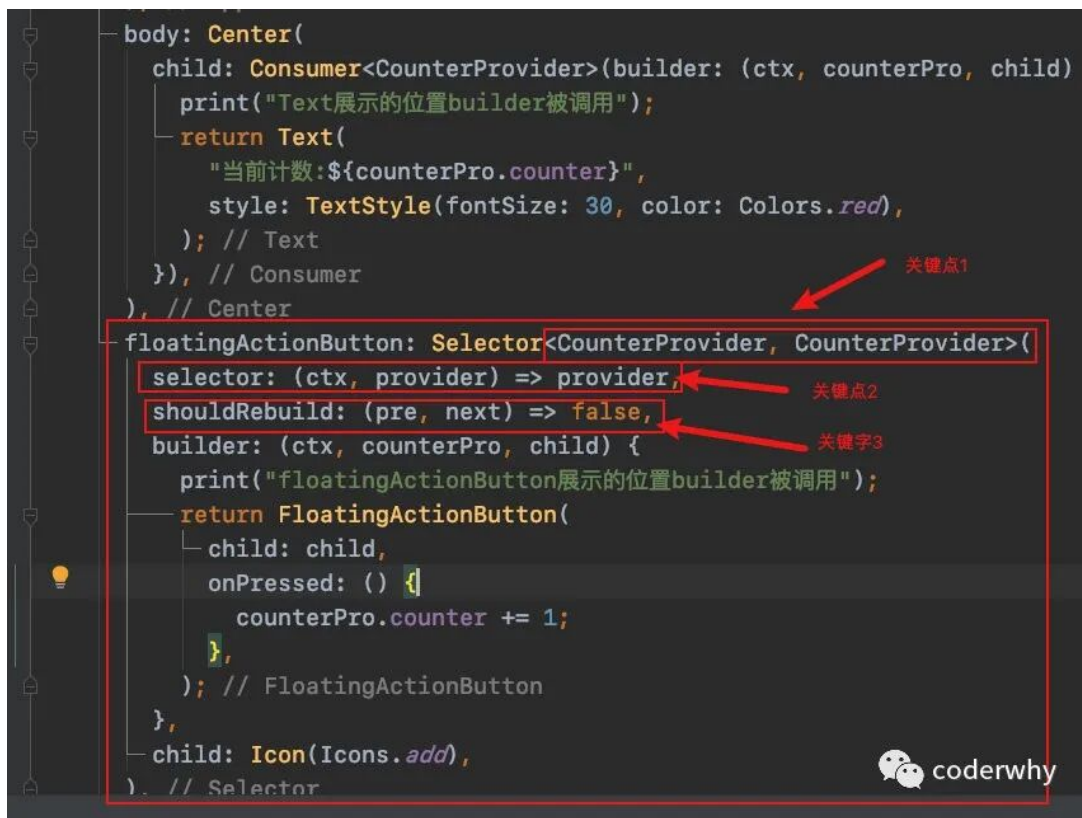 body: Center(
child: Consumer<CounterProvider>(builder: (ctx, counterPro, child)
print("Text展示的位置builder被调用");
return Text(
"当前计数:${counterPro.counter}",
style: TextStyle(fontSize: 30, color: Colors.red),
); // Text
关键点1
}), // Consumer
), // Center
floatingActionButton: Selector<CounterProvider, CounterProvider>(
selector: (ctx, provider) => provider,
关键点2
shouldRebuild: (pre, next) => false,
关键字3
builder: (ctx, counterPro, child) {
print("floatingActionButton展示的位置builder被调用");
return FloatingActionButton(
child: child,
onPressed: () {
counterPro.counter += 1;
},
); // FloatingActionButton
},
child: Icon(Icons.add),
coderwhy
), // Selector